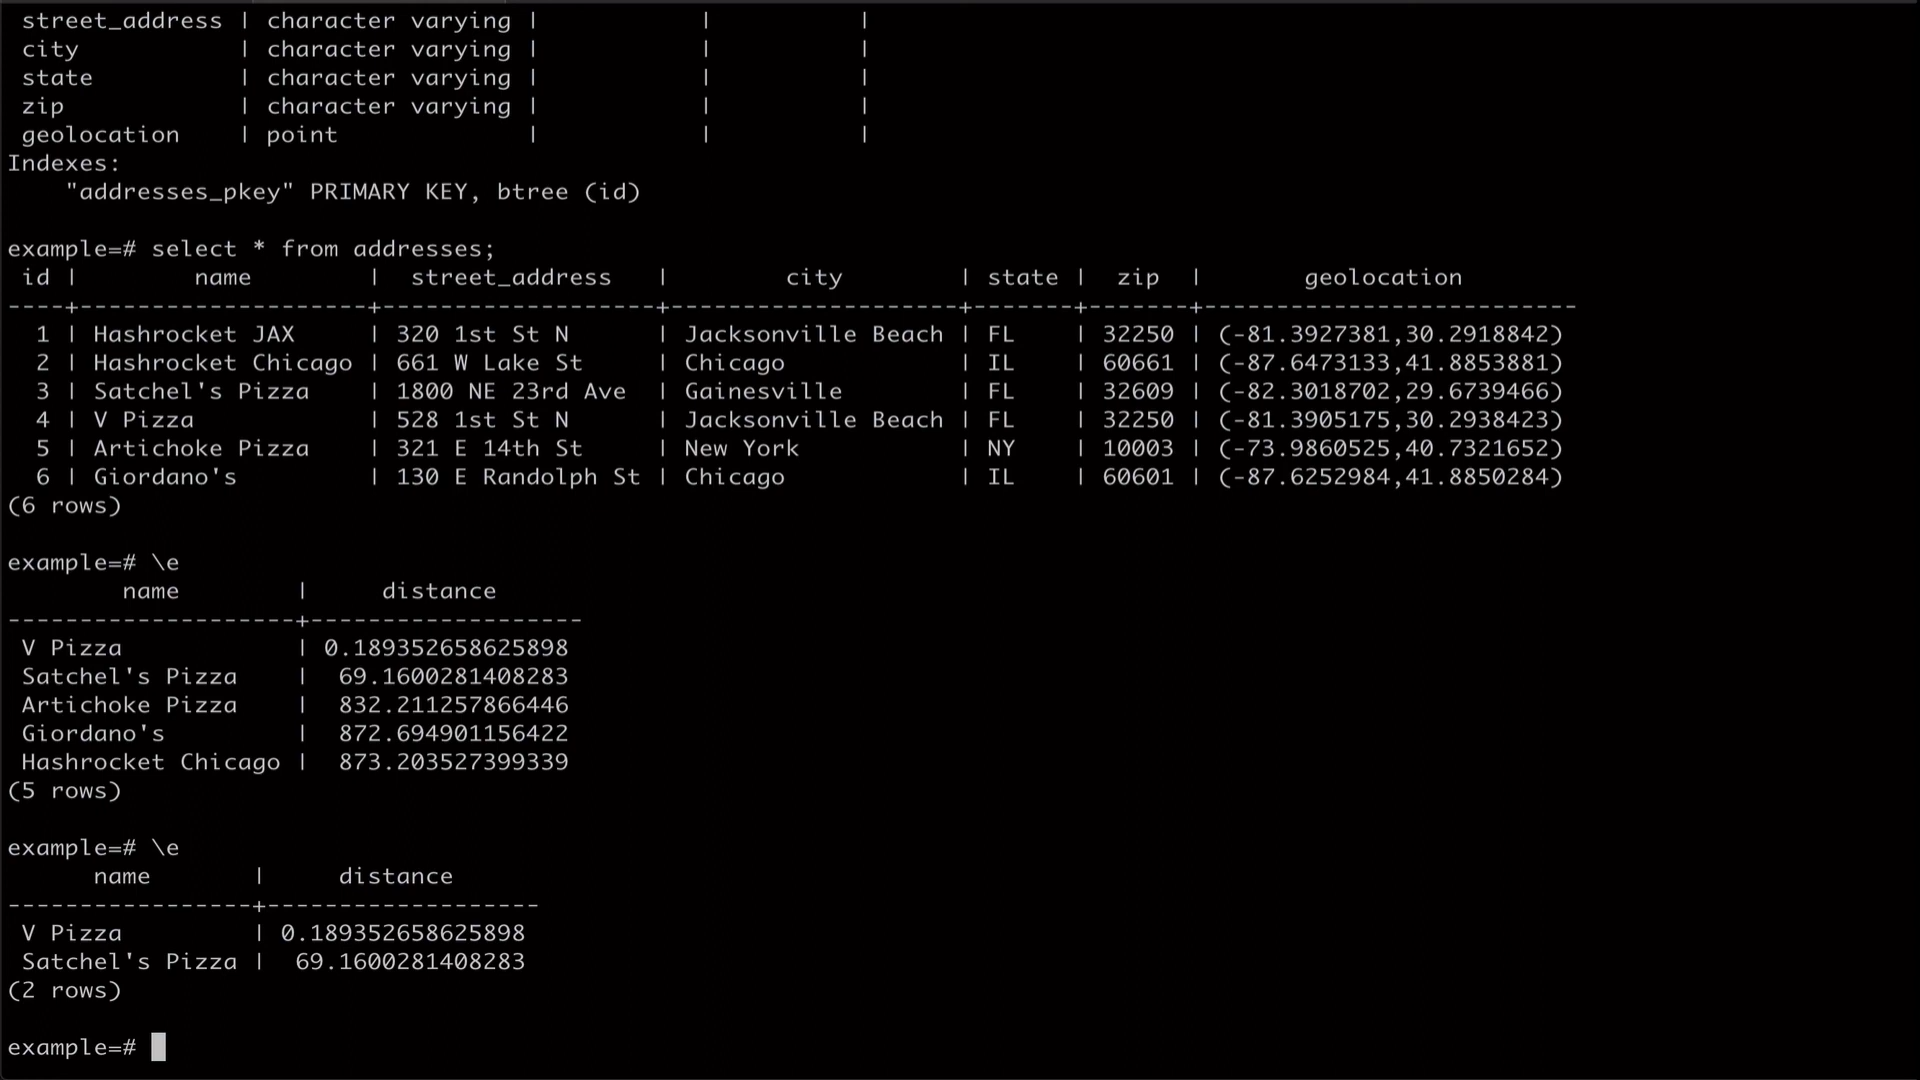 street_address | character varying |           |          |
 city           | character varying |           |          |
 state          | character varying |           |          |
 zip            | character varying |           |          |
 geolocation    | point             |           |          |
Indexes:
    "addresses_pkey" PRIMARY KEY, btree (id)

example=# select * from addresses;
 id |        name        |  street_address   |        city        | state |  zip  |       geolocation
----+--------------------+-------------------+--------------------+-------+-------+--------------------------
  1 | Hashrocket JAX     | 320 1st St N      | Jacksonville Beach | FL    | 32250 | (-81.3927381,30.2918842)
  2 | Hashrocket Chicago | 661 W Lake St     | Chicago            | IL    | 60661 | (-87.6473133,41.8853881)
  3 | Satchel's Pizza    | 1800 NE 23rd Ave  | Gainesville        | FL    | 32609 | (-82.3018702,29.6739466)
  4 | V Pizza            | 528 1st St N      | Jacksonville Beach | FL    | 32250 | (-81.3905175,30.2938423)
  5 | Artichoke Pizza    | 321 E 14th St     | New York           | NY    | 10003 | (-73.9860525,40.7321652)
  6 | Giordano's         | 130 E Randolph St | Chicago            | IL    | 60601 | (-87.6252984,41.8850284)
(6 rows)

example=# \e
        name        |     distance
--------------------+-------------------
 V Pizza            | 0.189352658625898
 Satchel's Pizza    |  69.1600281408283
 Artichoke Pizza    |  832.211257866446
 Giordano's         |  872.694901156422
 Hashrocket Chicago |  873.203527399339
(5 rows)

example=# \e
      name       |     distance
-----------------+-------------------
 V Pizza         | 0.189352658625898
 Satchel's Pizza |  69.1600281408283
(2 rows)

example=#